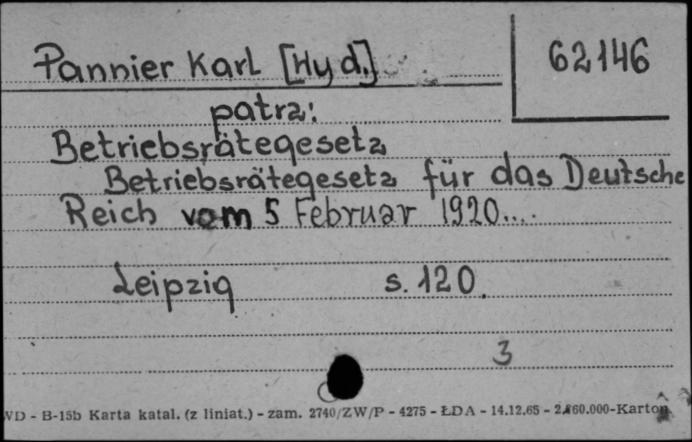 Pannier Karl [Hyd.] 62146
patrz:
Betriebsrätegesetz
Betriebsrätegesetz für das Deutsche
Reich vom 5 Februar 1920...
Leipzig s. 120.
3
WD - B-15b Karta katal. (z liniat.) - zam. 2740/ZW/P - 4275 - ŁDA - 14.12.65 - 2.860.000-Karton